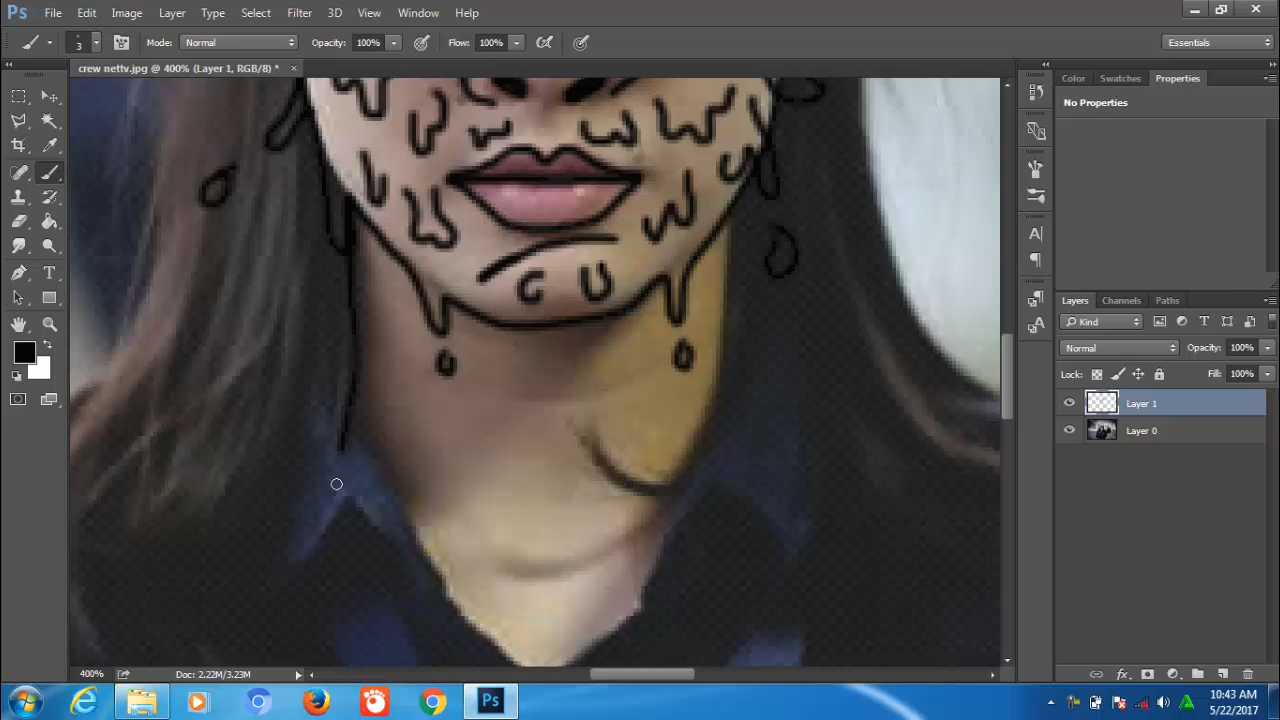 Ps File Edit Image Layer Type Select Filter 3D View Window Help
3 Mode: Normal Opacity: 100% Flow: 100% Essentials
crew nettv.jpg @ 400% (Layer 1, RGB/8) * ×
Color Swatches Properties
No Properties
Layers Channels Paths
Kind
Normal Opacity: 100%
Lock: Fill: 100%
Layer 1
Layer 0
400% Doc: 2.22M/3.23M
Ps
10:43 AM
5/22/2017